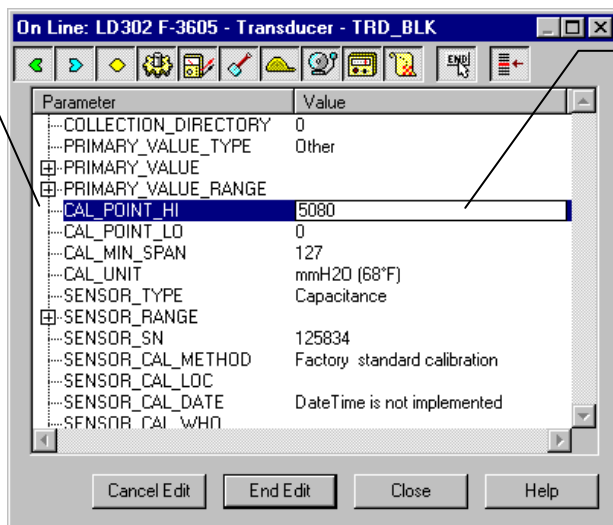 On Line: LD302 F-3605 - Transducer - TRD_BLK
END
Parameter Value
COLLECTION_DIRECTORY 0
PRIMARY_VALUE_TYPE Other
PRIMARY_VALUE
PRIMARY_VALUE_RANGE
CAL_POINT_HI 5080
CAL_POINT_LO 0
CAL_MIN_SPAN 127
CAL_UNIT mmH2O (68°F)
SENSOR_TYPE Capacitance
SENSOR_RANGE
SENSOR_SN 125834
SENSOR_CAL_METHOD Factory standard calibration
SENSOR_CAL_LOC
SENSOR_CAL_DATE DateTime is not implemented
SENSOR_CAL_WHO
Cancel Edit End Edit Close Help